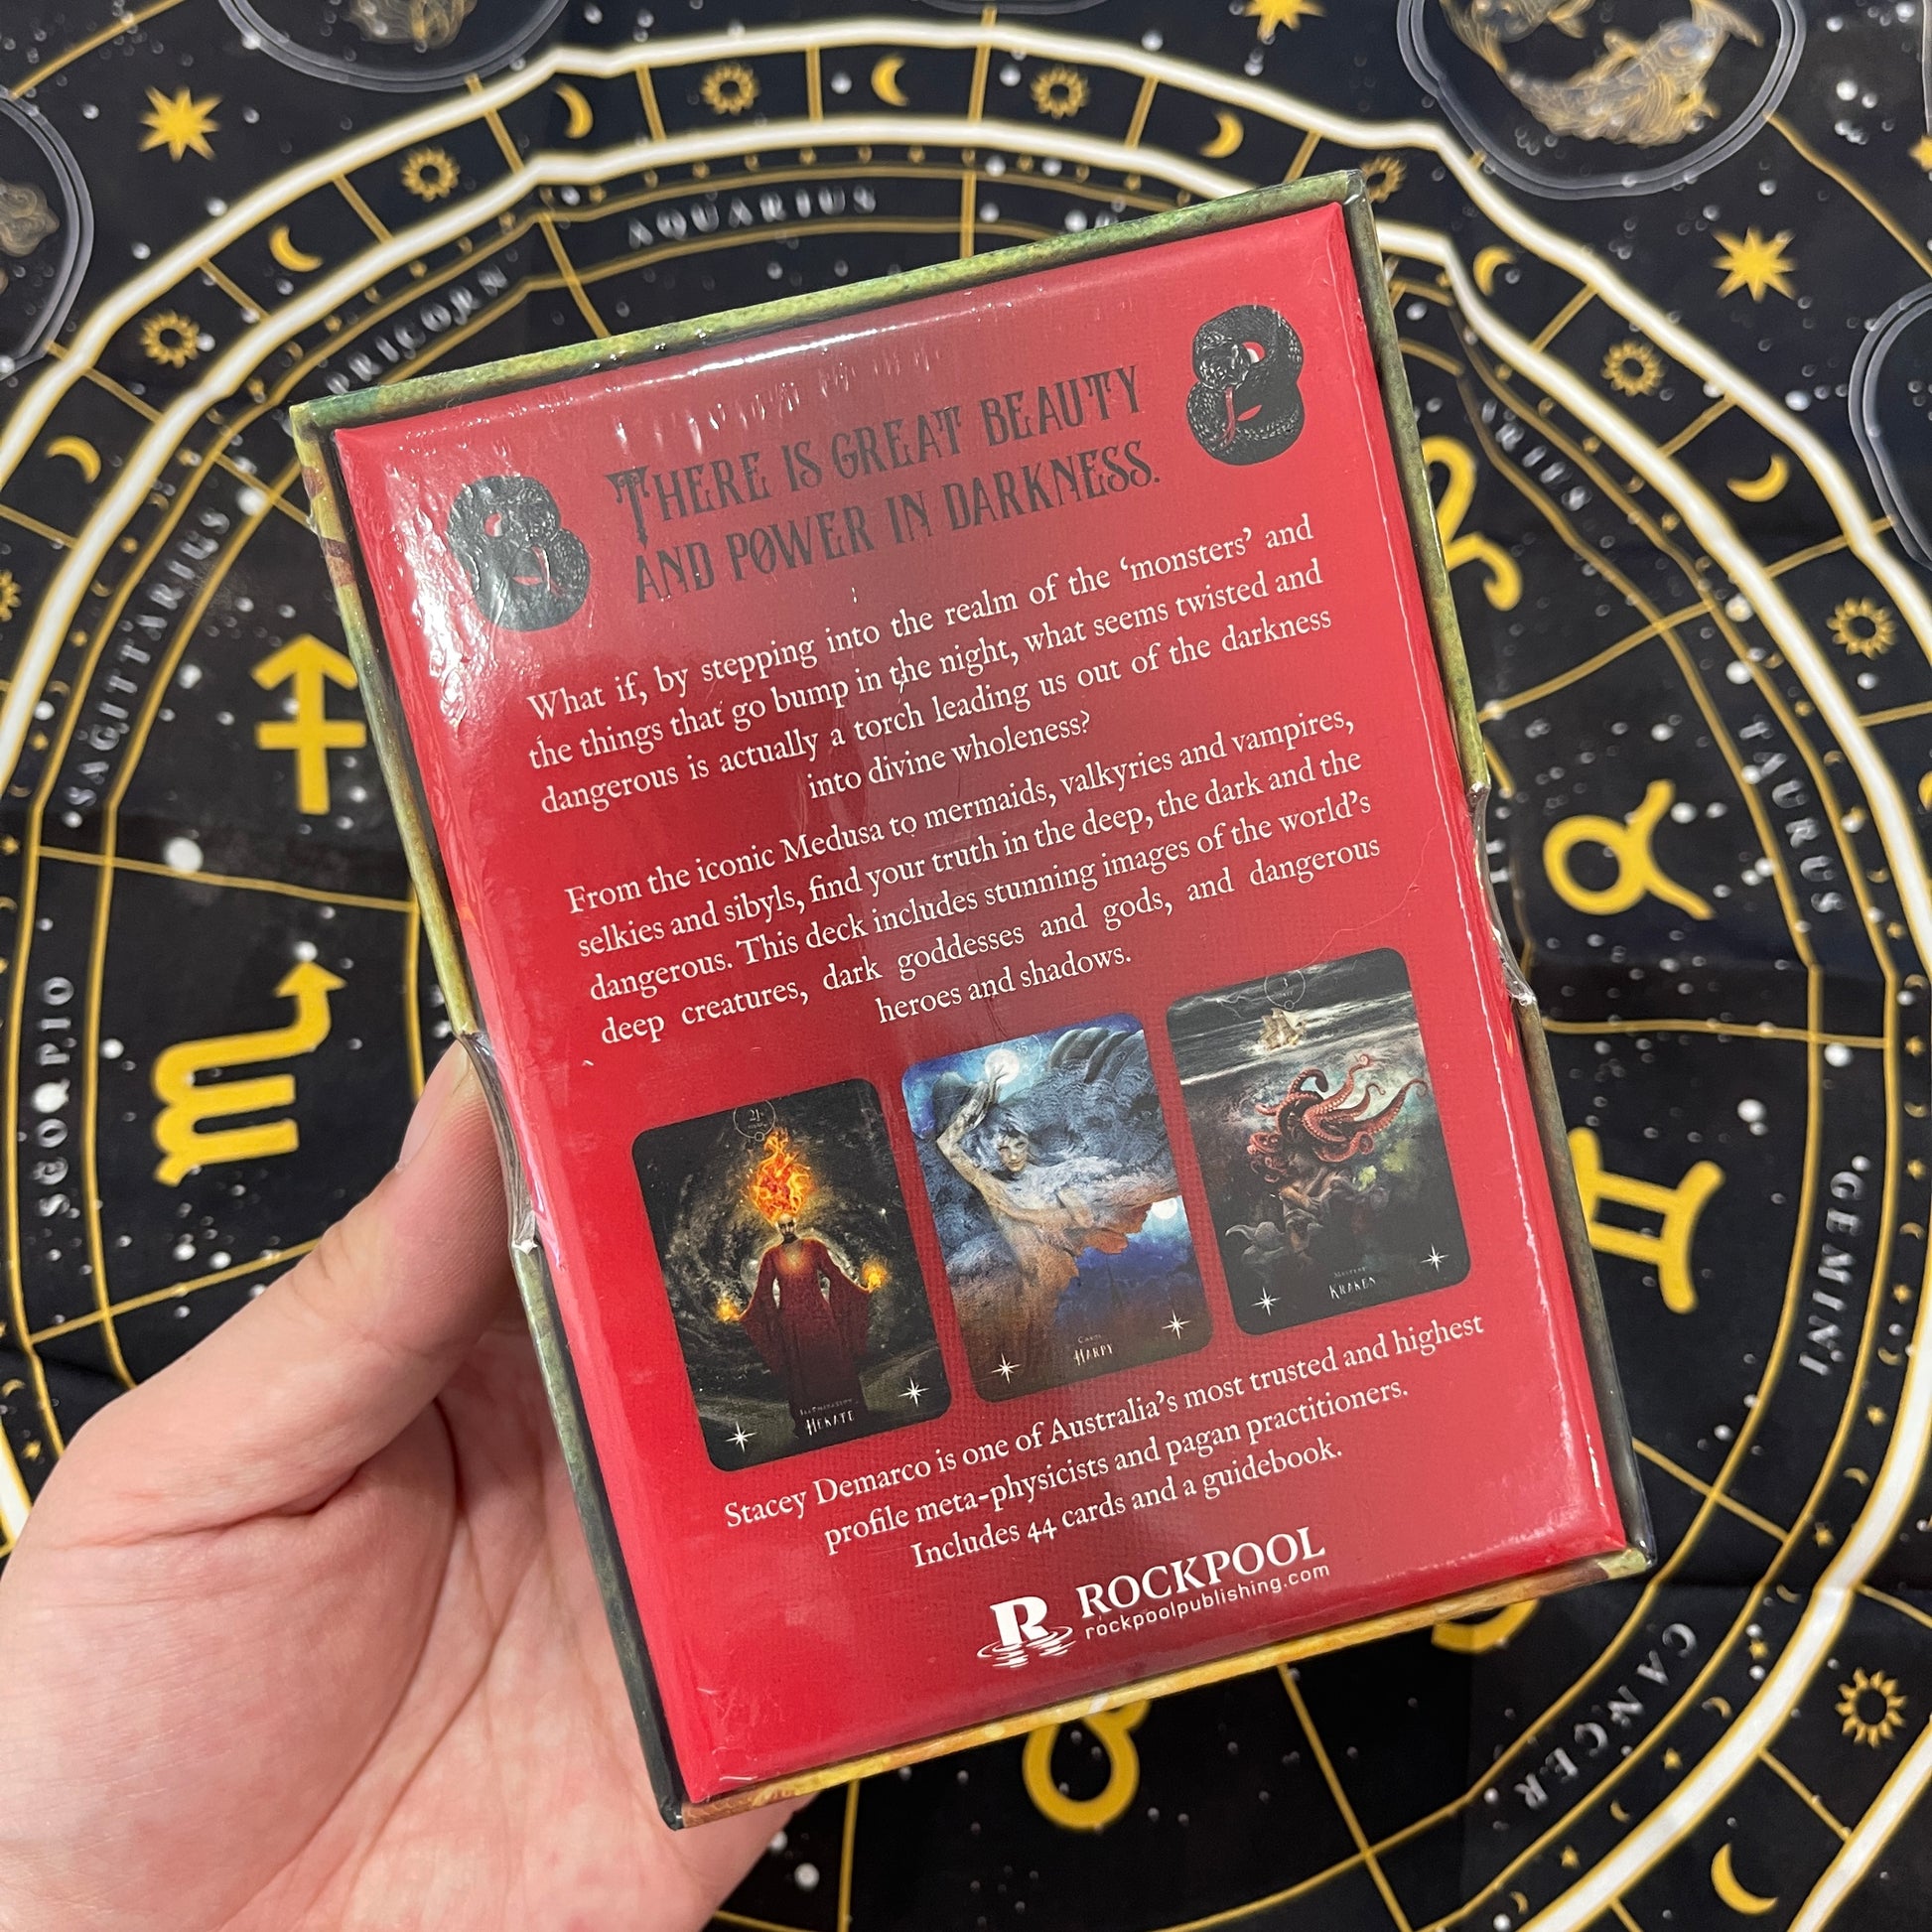 AQUARIUS
PRICORN
SAGITTARIUS
SCORPIO
TAURUS
GEMINI
CANCER
THERE IS GREAT BEAUTY
AND POWER IN DARKNESS.
What if, by stepping into the realm of the ‘monsters’ and
the things that go bump in the night, what seems twisted and
dangerous is actually a torch leading us out of the darkness
into divine wholeness?
From the iconic Medusa to mermaids, valkyries and vampires,
selkies and sibyls, find your truth in the deep, the dark and the
dangerous. This deck includes stunning images of the world’s
deep creatures, dark goddesses and gods, and dangerous
heroes and shadows.
21
HEKATE
HARPY
3
KRAKEN
Stacey Demarco is one of Australia’s most trusted and highest
profile meta-physicists and pagan practitioners.
Includes 44 cards and a guidebook.
R ROCKPOOL
rockpoolpublishing.com